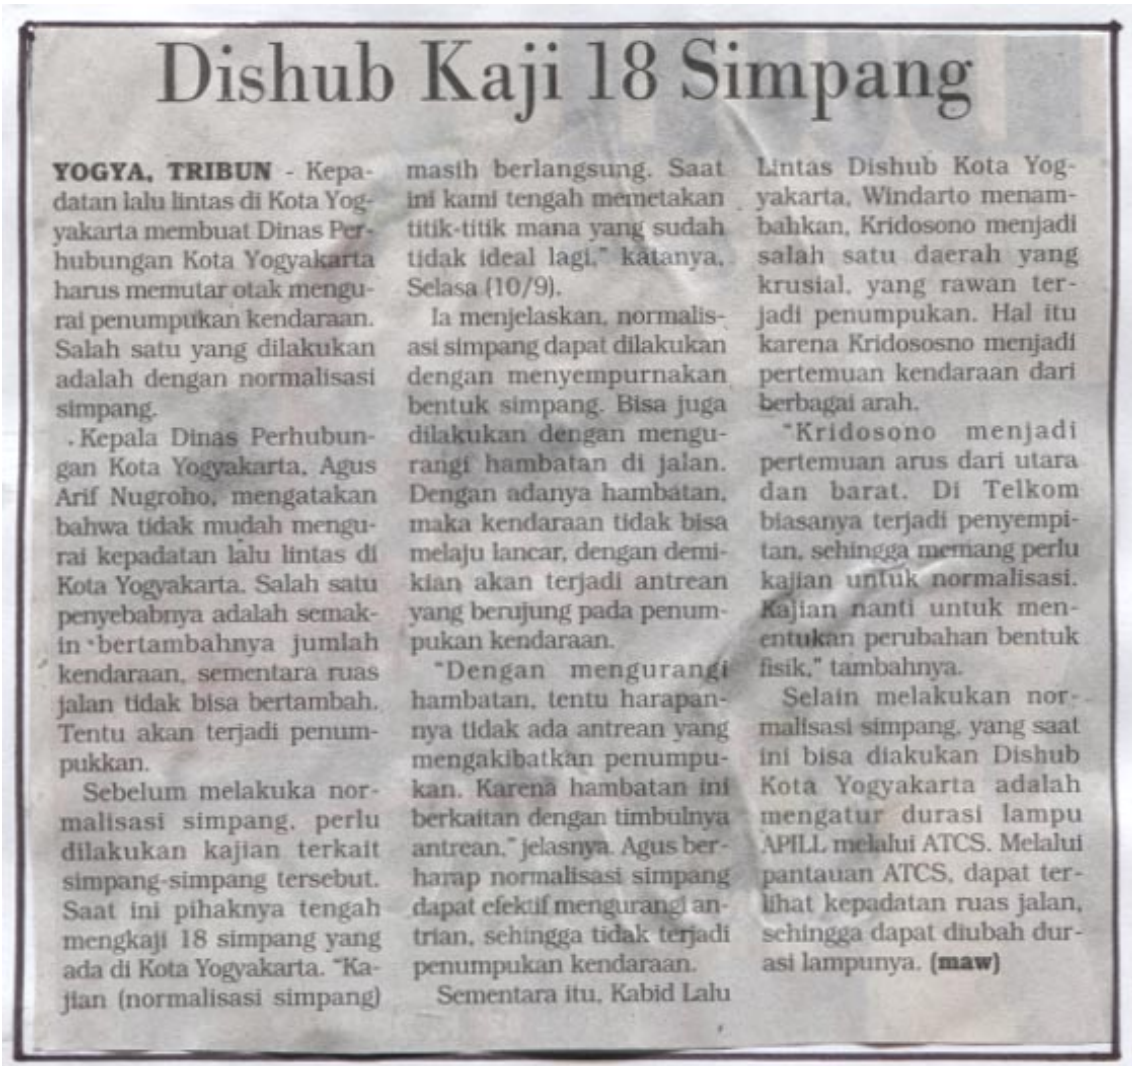 Dishub Kaji 18 Simpang
YOGYA, TRIBUN - Kepa-
datan lalu lintas di Kota Yog-
yakarta membuat Dinas Per-
hubungan Kota Yogyakarta
harus memutar otak mengu-
rai penumpukan kendaraan.
Salah satu yang dilakukan
adalah dengan normalisasi
simpang.
Kepala Dinas Perhubun-
gan Kota Yogyakarta, Agus
Arif Nugroho, mengatakan
bahwa tidak mudah mengu-
rai kepadatan lalu lintas di
Kota Yogyakarta. Salah satu
penyebabnya adalah semak-
in bertambahnya jumlah
kendaraan, sementara ruas
jalan tidak bisa bertambah.
Tentu akan terjadi penum-
pukkan.
Sebelum melakuka nor-
malisasi simpang, perlu
dilakukan kajian terkait
simpang-simpang tersebut.
Saat ini pihaknya tengah
mengkaji 18 simpang yang
ada di Kota Yogyakarta. "Ka-
jian (normalisasi simpang)
masih berlangsung. Saat
ini kami tengah memetakan
titik-titik mana yang sudah
tidak ideal lagi," katanya,
Selasa (10/9).
Ia menjelaskan, normalis-
asi simpang dapat dilakukan
dengan menyempurnakan
bentuk simpang. Bisa juga
dilakukan dengan mengu-
rangi hambatan di jalan.
Dengan adanya hambatan,
maka kendaraan tidak bisa
melaju lancar, dengan demi-
kian akan terjadi antrean
yang berujung pada penum-
pukan kendaraan.
"Dengan mengurangi
hambatan, tentu harapan-
nya tidak ada antrean yang
mengakibatkan penumpu-
kan. Karena hambatan ini
berkaitan dengan timbulnya
antrean," jelasnya. Agus ber-
harap normalisasi simpang
dapat efektif mengurangi an-
trian, sehingga tidak terjadi
penumpukan kendaraan.
Sementara itu, Kabid Lalu
Lintas Dishub Kota Yog-
yakarta, Windarto menam-
bahkan, Kridosono menjadi
salah satu daerah yang
krusial, yang rawan ter-
jadi penumpukan. Hal itu
karena Kridososno menjadi
pertemuan kendaraan dari
berbagai arah.
"Kridosono menjadi
pertemuan arus dari utara
dan barat. Di Telkom
biasanya terjadi penyempi-
tan, sehingga memang perlu
kajian untuk normalisasi.
Kajian nanti untuk men-
entukan perubahan bentuk
fisik," tambahnya.
Selain melakukan nor-
malisasi simpang, yang saat
ini bisa diakukan Dishub
Kota Yogyakarta adalah
mengatur durasi lampu
APILL melalui ATCS. Melalui
pantauan ATCS, dapat ter-
lihat kepadatan ruas jalan,
sehingga dapat diubah dur-
asi lampunya. (maw)